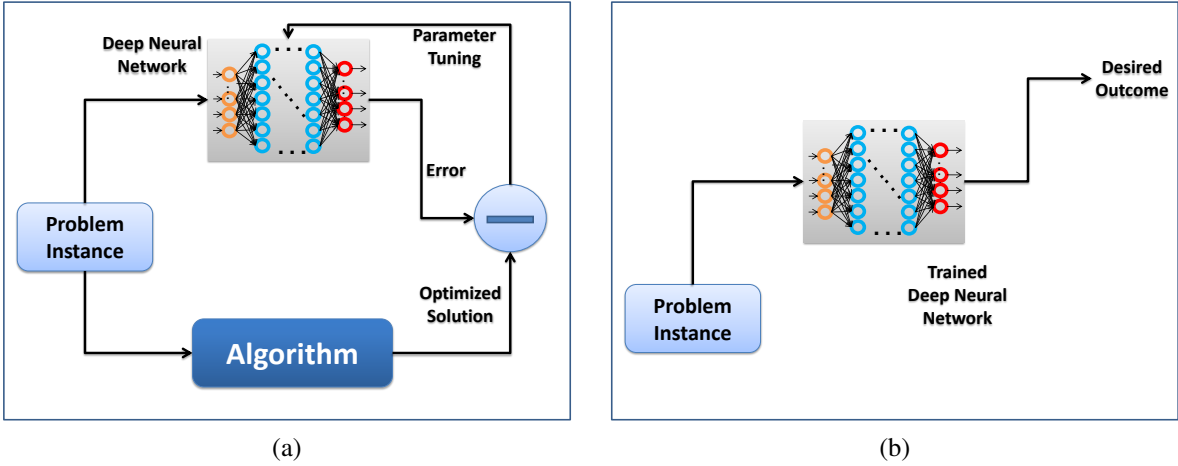 Deep Neural
Network
Parameter
Tuning
Error
Problem
Instance
Optimized
Solution
Algorithm
(a)
Desired
Outcome
Trained
Deep Neural
Network
Problem
Instance
(b)